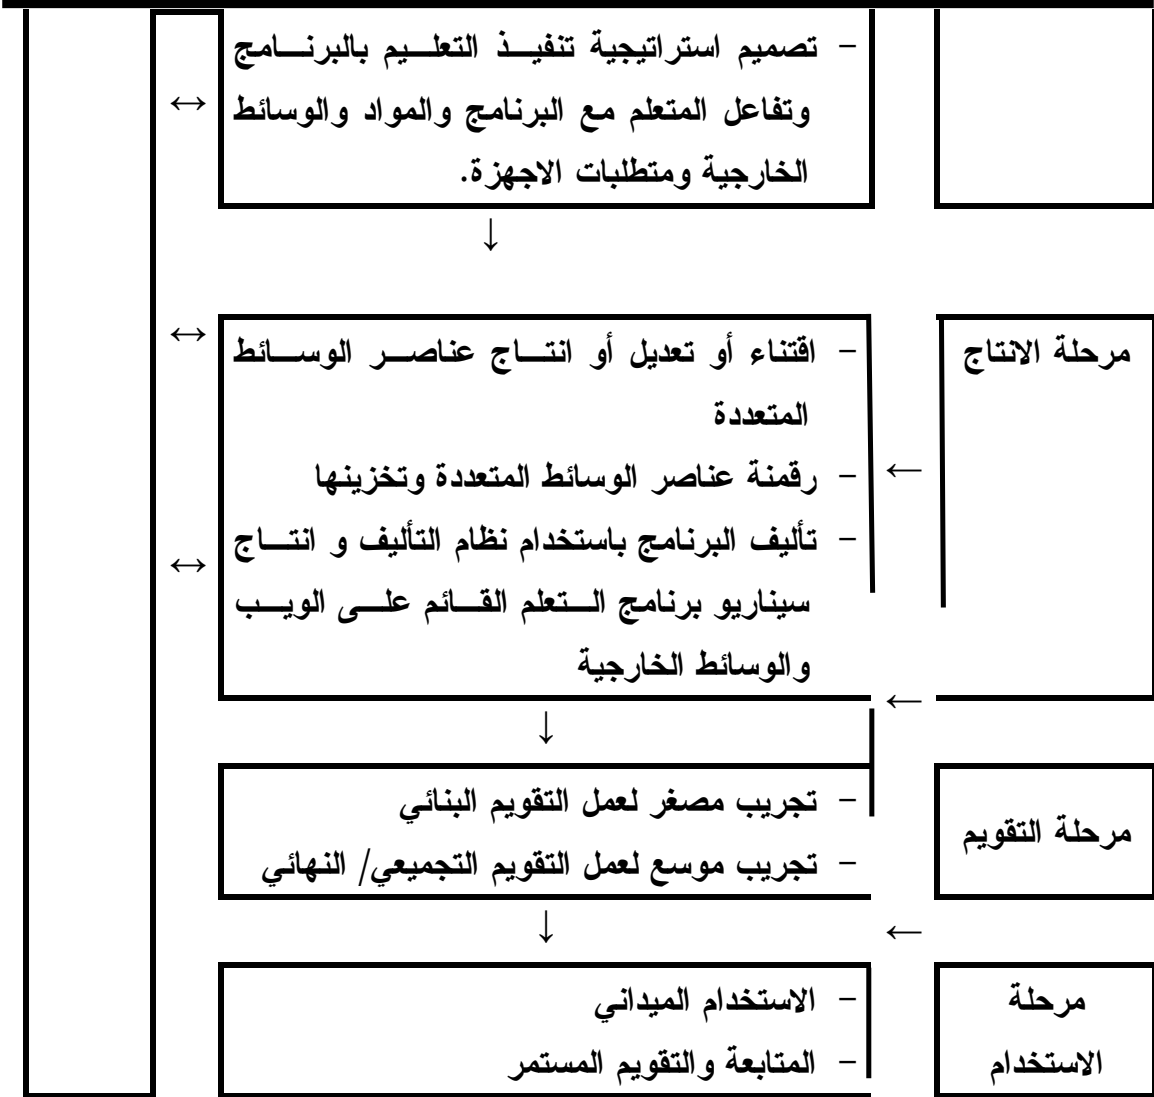 - تصميم استراتيجية تنفيذ التعليم بالبرنامج
↔ وتفاعل المتعلم مع البرنامج والمواد والوسائط
الخارجية ومتطلبات الاجهزة.
↓
مرحلة الانتاج
- اقتناء أو تعديل أو انتاج عناصر الوسائط ↔
المتعددة
← - رقمنة عناصر الوسائط المتعددة وتخزينها
- تأليف البرنامج باستخدام نظام التأليف و انتاج ↔
سيناريو برنامج التعلم القائم على الويب
والوسائط الخارجية
←
↓
مرحلة التقويم
- تجريب مصغر لعمل التقويم البنائي
- تجريب موسع لعمل التقويم التجميعي/ النهائي
← ↓
مرحلة
الاستخدام
- الاستخدام الميداني
- المتابعة والتقويم المستمر